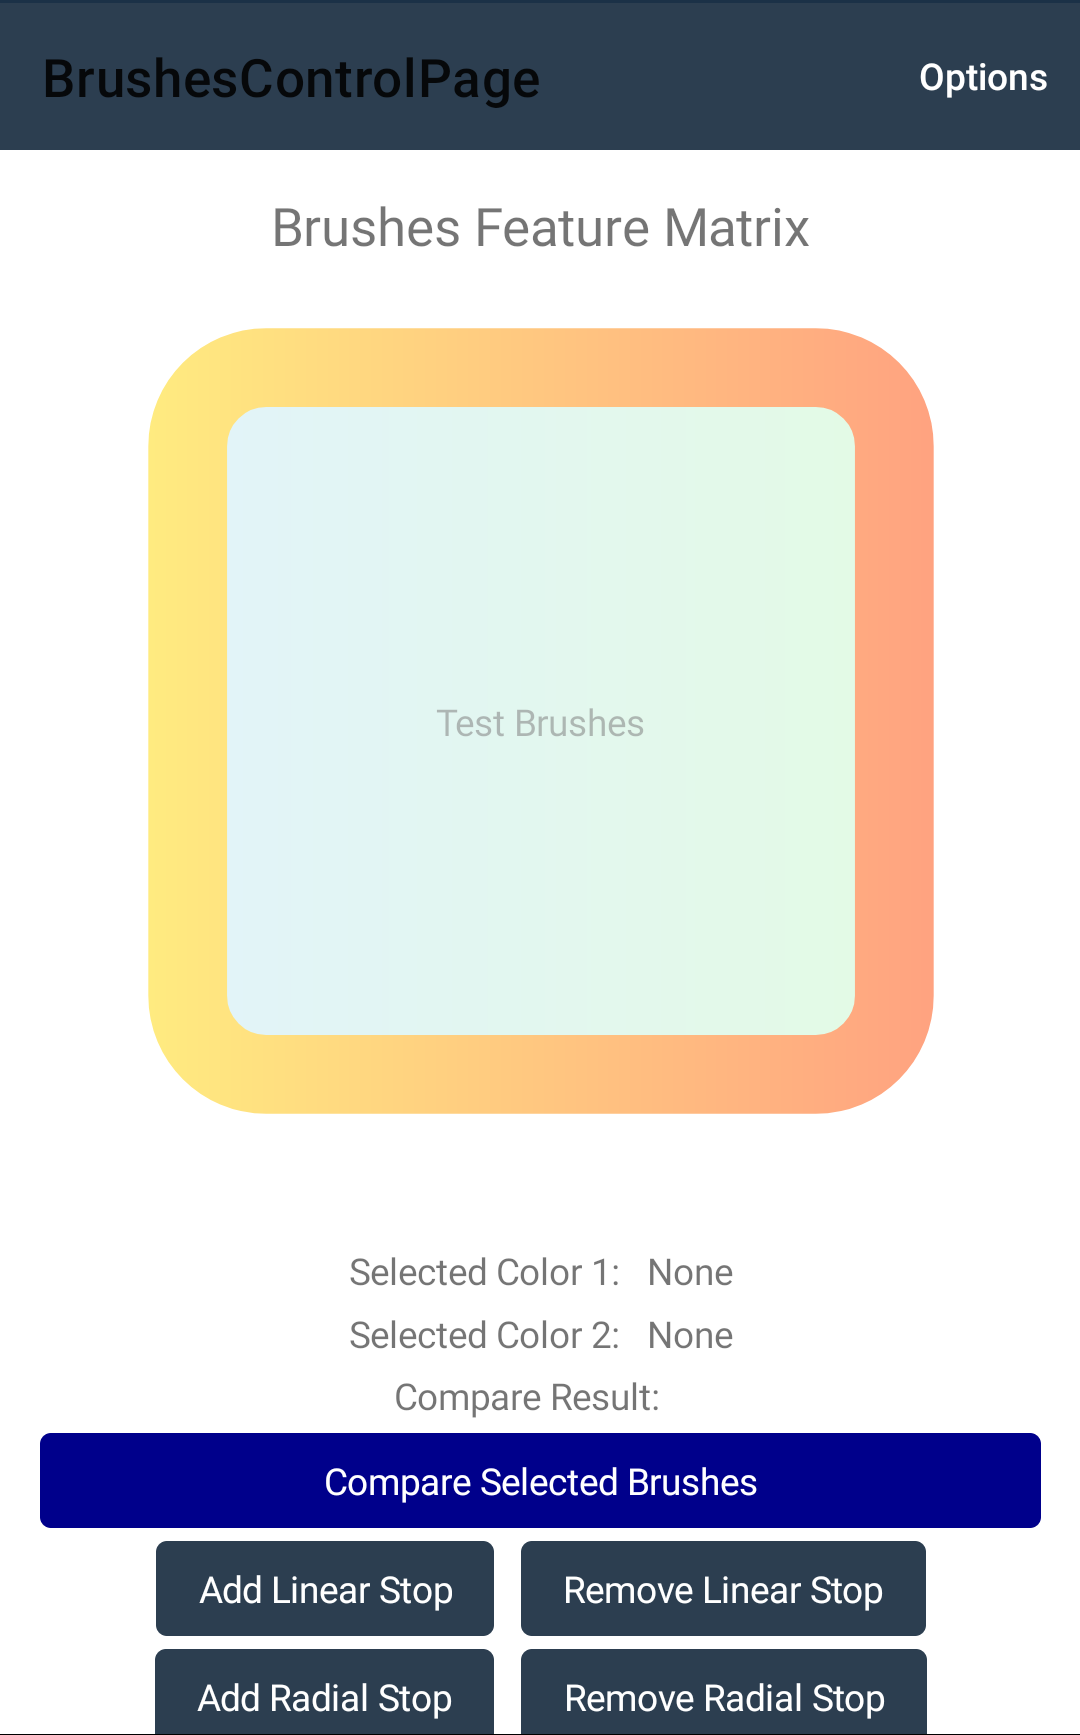 BrushesControlPage Options
Brushes Feature Matrix
Test Brushes
Selected Color 1: None
Selected Color 2: None
Compare Result:
Compare Selected Brushes
Add Linear Stop Remove Linear Stop
Add Radial Stop Remove Radial Stop